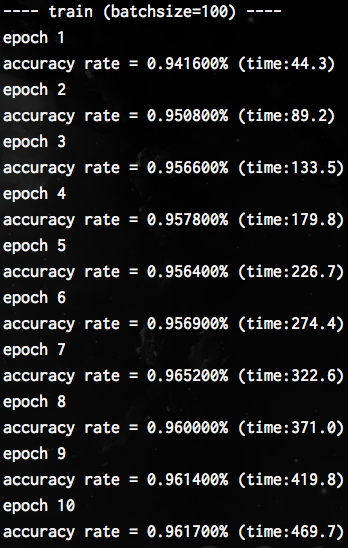 ---- train (batchsize=100) ----
epoch 1
accuracy rate = 0.941600% (time:44.3)
epoch 2
accuracy rate = 0.950800% (time:89.2)
epoch 3
accuracy rate = 0.956600% (time:133.5)
epoch 4
accuracy rate = 0.957800% (time:179.8)
epoch 5
accuracy rate = 0.956400% (time:226.7)
epoch 6
accuracy rate = 0.956900% (time:274.4)
epoch 7
accuracy rate = 0.965200% (time:322.6)
epoch 8
accuracy rate = 0.960000% (time:371.0)
epoch 9
accuracy rate = 0.961400% (time:419.8)
epoch 10
accuracy rate = 0.961700% (time:469.7)